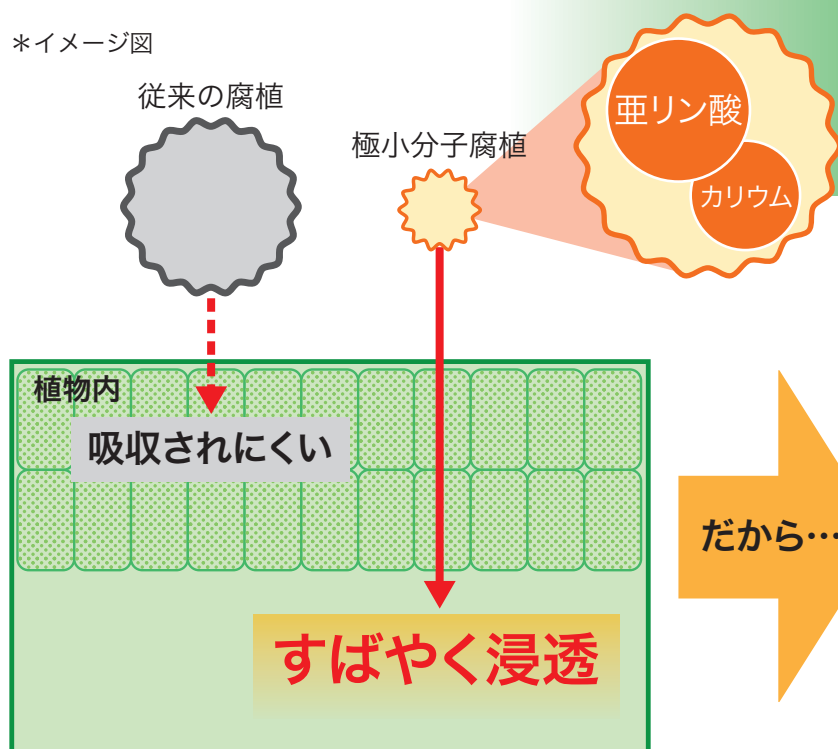 ＊イメージ図
従来の腐植
極小分子腐植
亜リン酸
カリウム
植物内
吸収されにくい
すばやく浸透
だから…